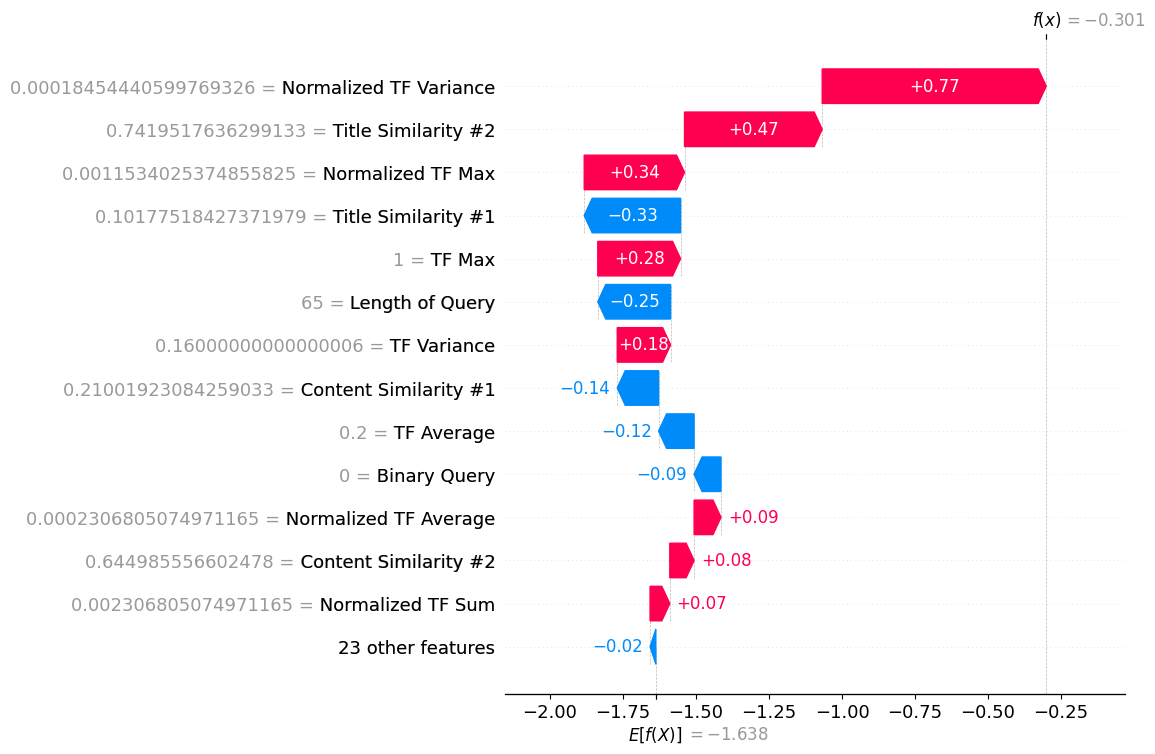 f(x) = −0.301
0.00018454440599769326 = Normalized TF Variance +0.77
0.7419517636299133 = Title Similarity #2 +0.47
0.0011534025374855825 = Normalized TF Max +0.34
0.10177518427371979 = Title Similarity #1 −0.33
1 = TF Max +0.28
65 = Length of Query −0.25
0.16000000000000006 = TF Variance +0.18
0.21001923084259033 = Content Similarity #1 −0.14
0.2 = TF Average −0.12
0 = Binary Query −0.09
0.0002306805074971165 = Normalized TF Average +0.09
0.644985556602478 = Content Similarity #2 +0.08
0.002306805074971165 = Normalized TF Sum +0.07
23 other features −0.02
−2.00 −1.75 −1.50 −1.25 −1.00 −0.75 −0.50 −0.25
E[f(X)] = −1.638